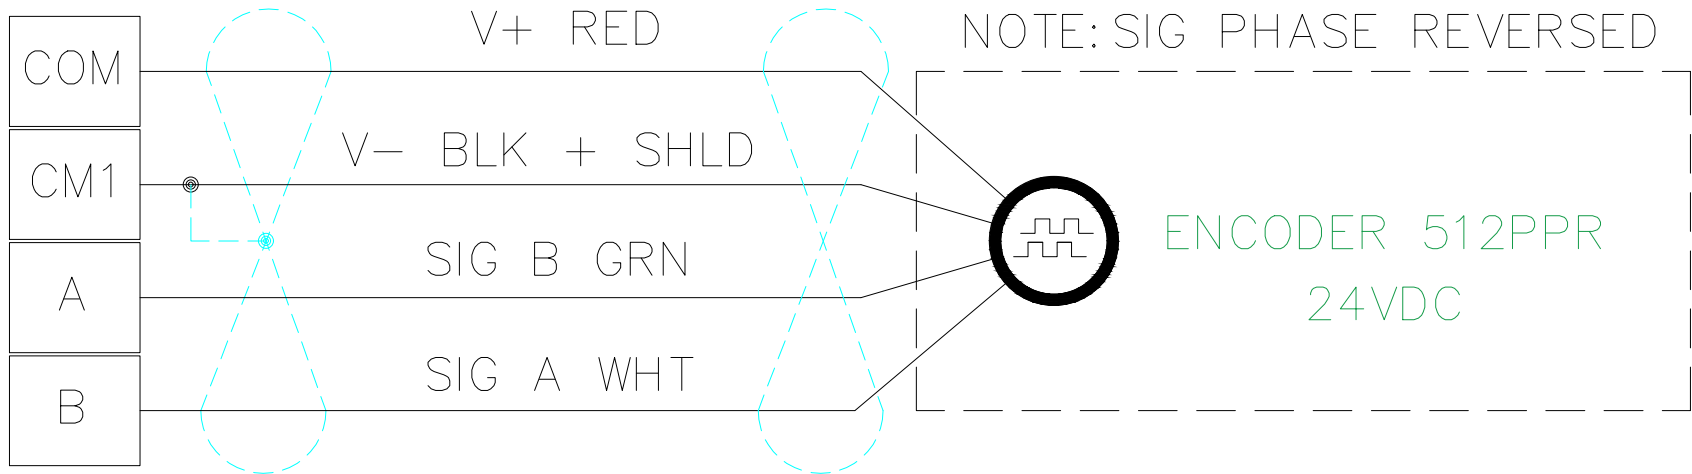 V+ RED
NOTE: SIG PHASE REVERSED
COM
V- BLK + SHLD
CM1
SIG B GRN
ENCODER 512PPR
24VDC
A
SIG A WHT
B